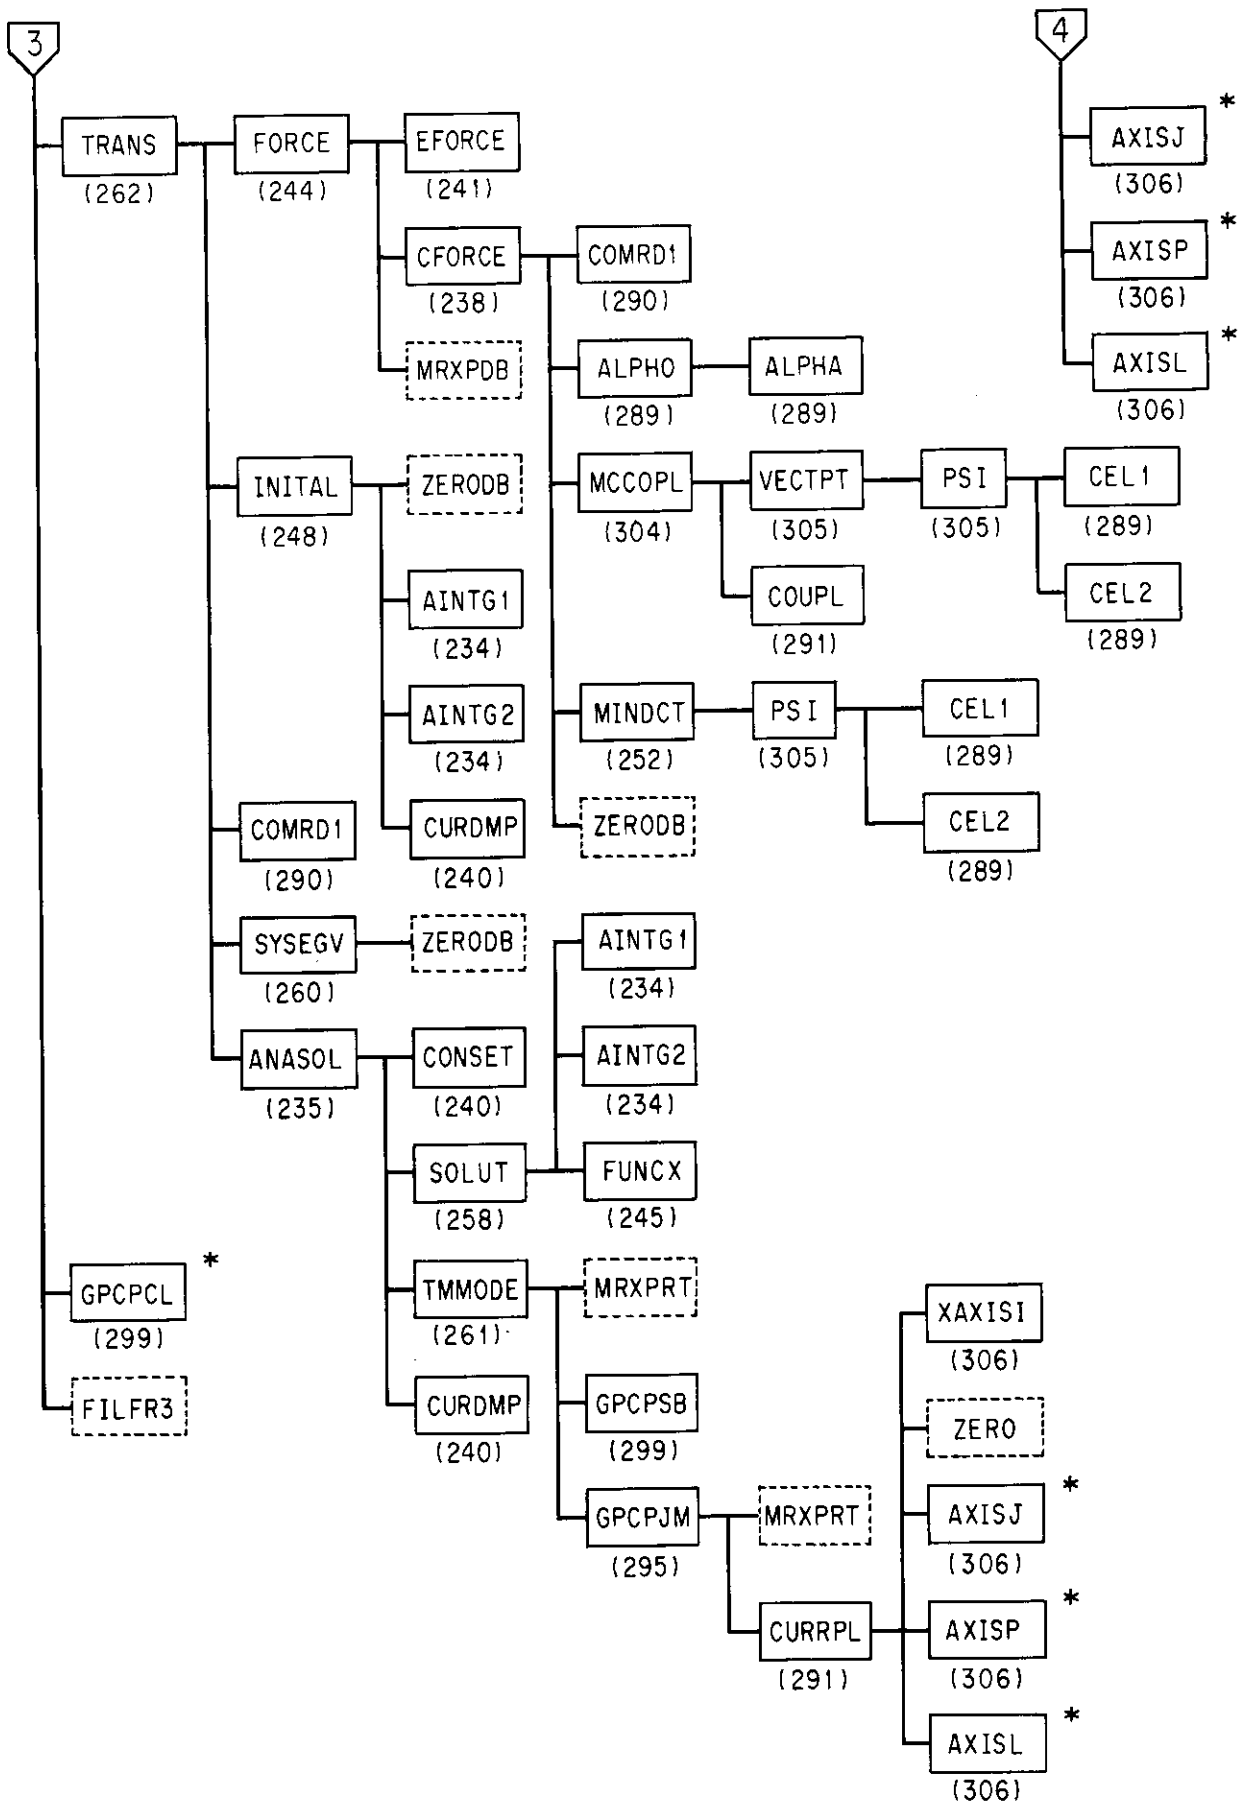 3 4
*
TRANS FORCE EFORCE AXISJ
(262) (244) (241) (306)
*
CFORCE COMRD1 AXISP
(238) (290) (306)
*
MRXPDB ALPHO ALPHA AXISL
(289) (289) (306)
INITAL ZERODB MCCOPL VECTPT PSI CEL1
(248) (304) (305) (305) (289)
AINTG1 COUPL CEL2
(234) (291) (289)
AINTG2 MINDCT PSI CEL1
(234) (252) (305) (289)
COMRD1 CURDMP ZERODB CEL2
(290) (240) (289)
SYSEGV ZERODB AINTG1
(260) (234)
ANASOL CONSET AINTG2
(235) (240) (234)
SOLUT FUNCX
(258) (245)
*
GPCPCL TMMODE MRXPRT XAXISI
(299) (261) (306)
FILFR3 CURDMP GPCPSB ZERO
(240) (299)
*
GPCPJM MRXPRT AXISJ
(295) (306)
*
CURRPL AXISP
(291) (306)
*
AXISL
(306)